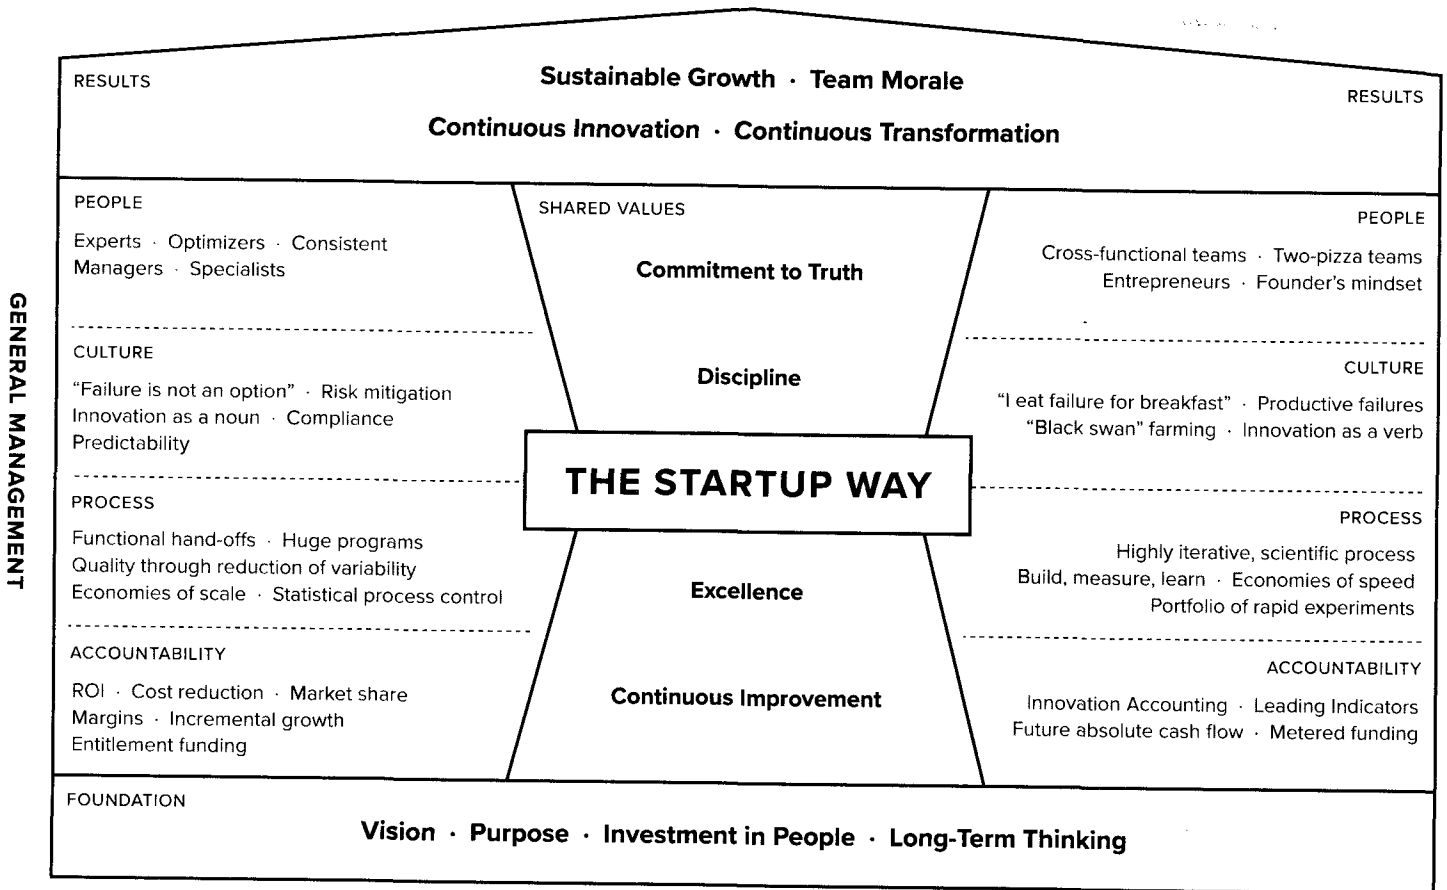 RESULTS
Sustainable Growth · Team Morale
RESULTS
Continuous Innovation · Continuous Transformation
GENERAL MANAGEMENT
PEOPLE
Experts · Optimizers · Consistent
Managers · Specialists
CULTURE
“Failure is not an option” · Risk mitigation
Innovation as a noun · Compliance
Predictability
PROCESS
Functional hand-offs · Huge programs
Quality through reduction of variability
Economies of scale · Statistical process control
ACCOUNTABILITY
ROI · Cost reduction · Market share
Margins · Incremental growth
Entitlement funding
SHARED VALUES
Commitment to Truth
Discipline
THE STARTUP WAY
Excellence
Continuous Improvement
PEOPLE
Cross-functional teams · Two-pizza teams
Entrepreneurs · Founder’s mindset
CULTURE
“I eat failure for breakfast” · Productive failures
“Black swan” farming · Innovation as a verb
PROCESS
Highly iterative, scientific process
Build, measure, learn · Economies of speed
Portfolio of rapid experiments
ACCOUNTABILITY
Innovation Accounting · Leading Indicators
Future absolute cash flow · Metered funding
FOUNDATION
Vision · Purpose · Investment in People · Long-Term Thinking